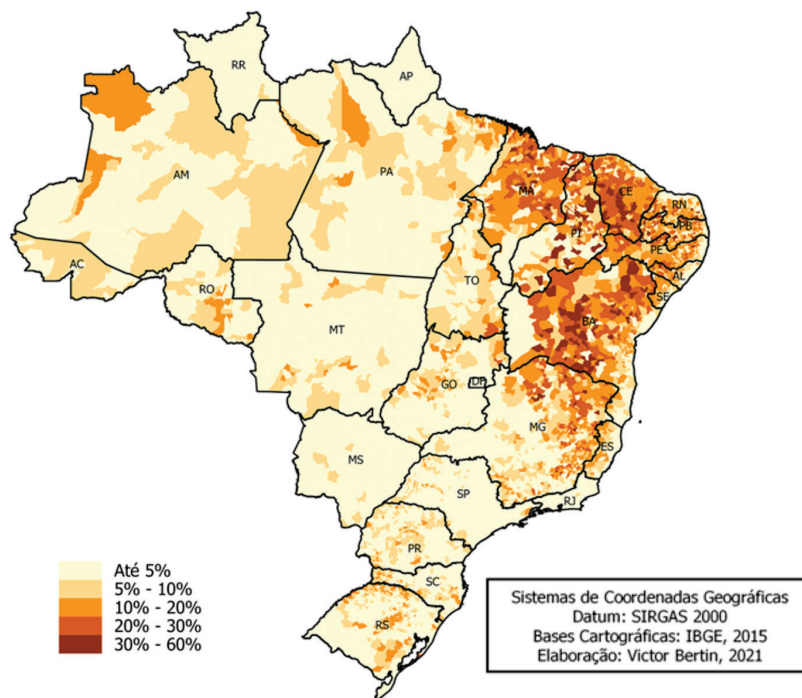 RR
AP
AM
PA
MA
CE
RN
PI
PB
PE
AC
AL
TO
SE
RO
BA
MT
GO
DF
MG
ES
MS
SP
RJ
PR
SC
RS
Até 5%
5% - 10%
10% - 20%
20% - 30%
30% - 60%
Sistemas de Coordenadas Geográficas
Datum: SIRGAS 2000
Bases Cartográficas: IBGE, 2015
Elaboração: Victor Bertin, 2021